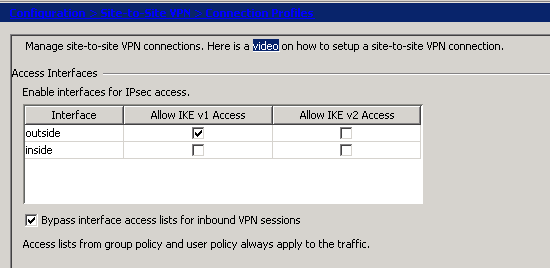 Configuration > Site-to-Site VPN > Connection Profiles
Manage site-to-site VPN connections. Here is a video on how to setup a site-to-site VPN connection.
Access Interfaces
Enable interfaces for IPsec access.
Interface Allow IKE v1 Access Allow IKE v2 Access
outside
inside
Bypass interface access lists for inbound VPN sessions
Access lists from group policy and user policy always apply to the traffic.